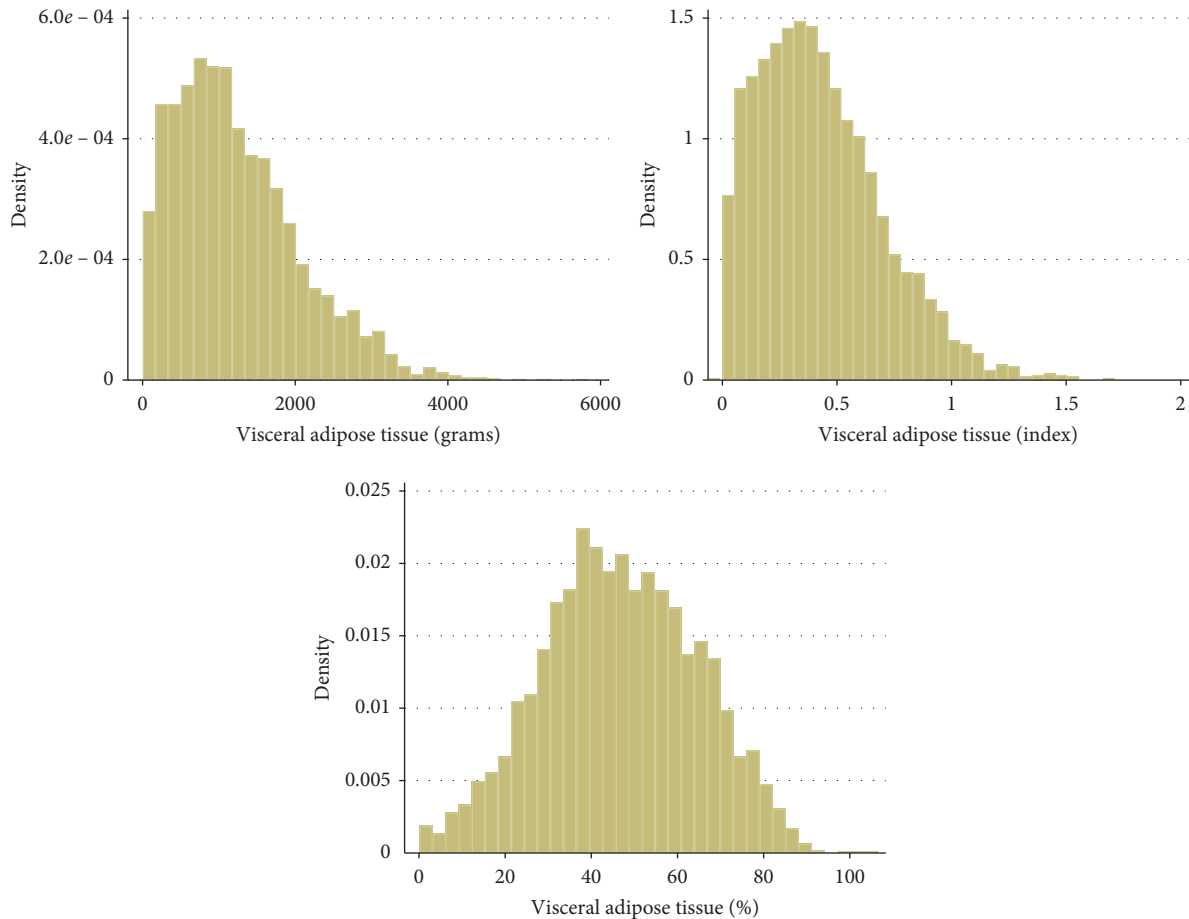 6.0e – 04
4.0e – 04
2.0e – 04
0
Density
0 2000 4000 6000
Visceral adipose tissue (grams)
1.5
1
0.5
0
Density
0 0.5 1 1.5 2
Visceral adipose tissue (index)
0.025
0.02
0.015
0.01
0.005
0
Density
0 20 40 60 80 100
Visceral adipose tissue (%)